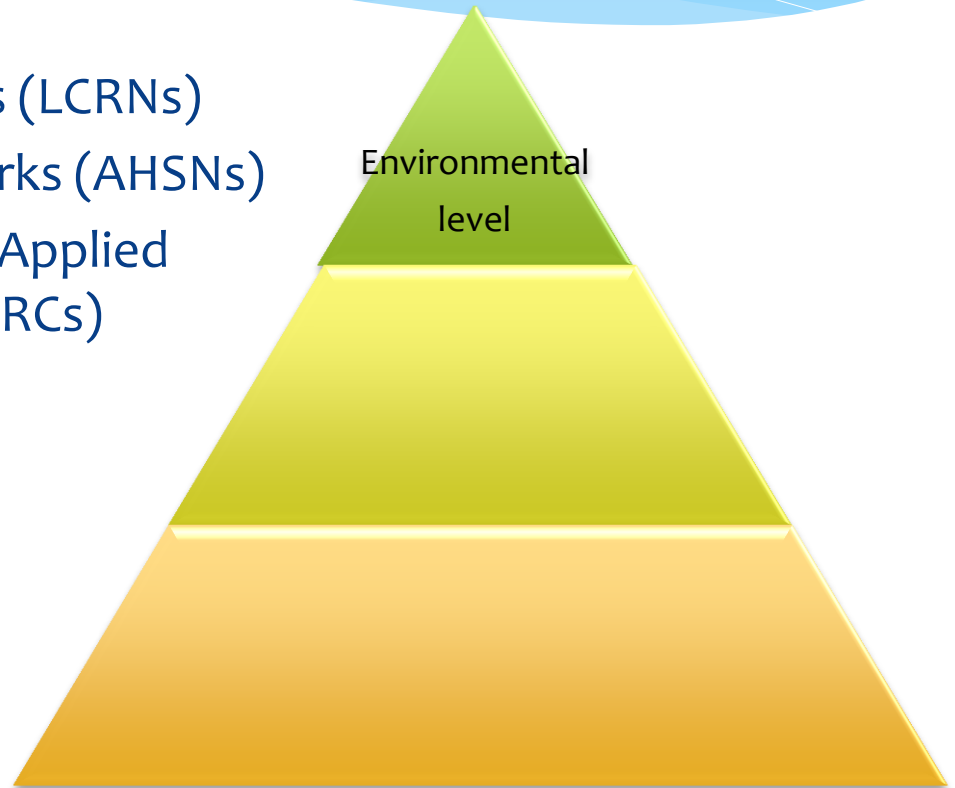 s (LCRNs)
rks (AHSNs)
Applied
RCs)
Environmental
level